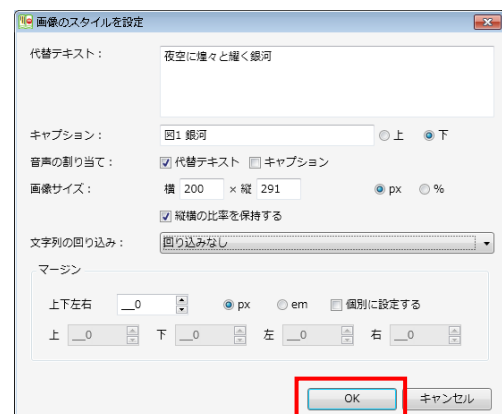 画像のスタイルを設定
代替テキスト：
夜空に煌々と耀く銀河
キャプション： 図1 銀河 上 下
音声の割り当て： 代替テキスト キャプション
画像サイズ： 横 200 ×縦 291 px %
縦横の比率を保持する
文字列の回り込み： 回り込みなし
マージン
上下左右 __0 px em 個別に設定する
上 __0 下 __0 左 __0 右 __0
OK キャンセル